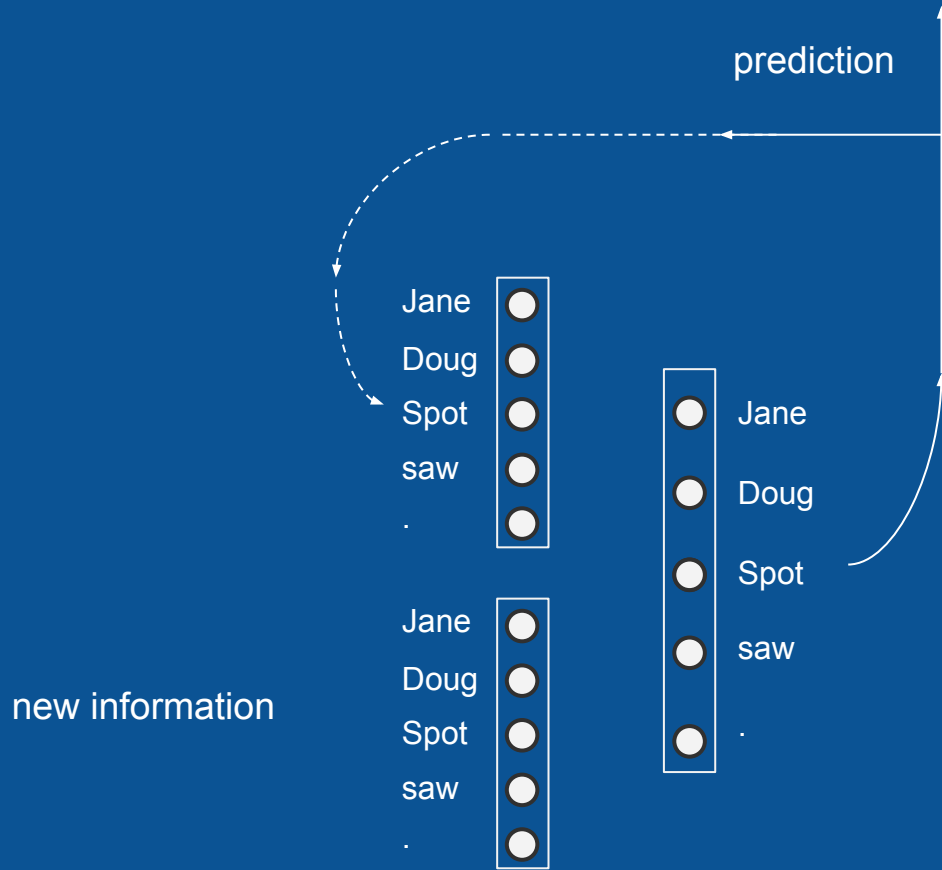 prediction
Jane
Doug
Spot
saw
.
Jane
Doug
Spot
saw
.
new information
Jane
Doug
Spot
saw
.